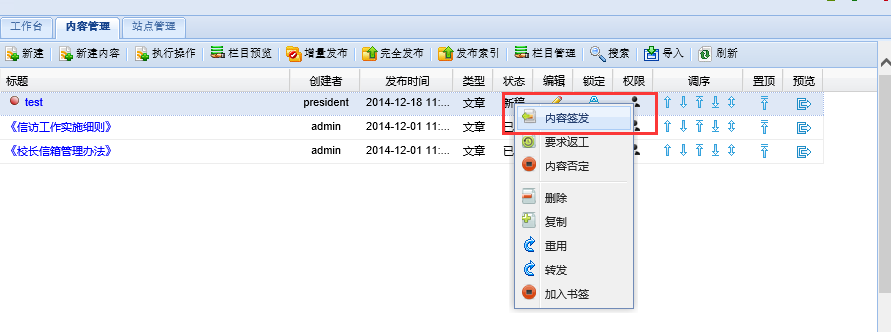 工作台 内容管理 站点管理
新建 新建内容 执行操作 栏目预览 增量发布 完全发布 发布索引 栏目管理 搜索 导入 刷新
标题 创建者 发布时间 类型 状态 编辑 锁定 权限 调序 置顶 预览
test president 2014-12-18 11:... 文章 新稿
《信访工作实施细则》 admin 2014-12-01 11:... 文章 已
《校长信箱管理办法》 admin 2014-12-01 11:... 文章 已
内容签发
要求返工
内容否定
删除
复制
重用
转发
加入书签